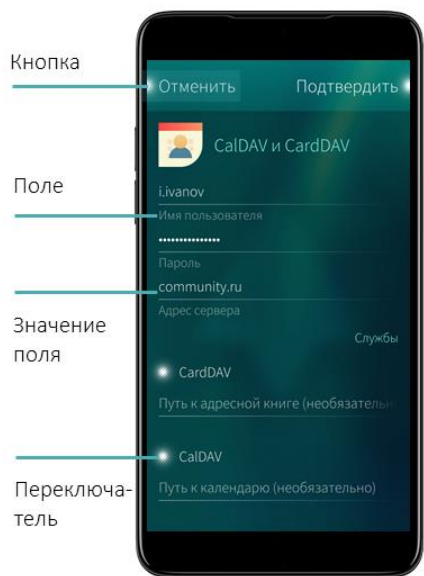 Кнопка
Отменить
Подтвердить
CalDAV и CardDAV
Поле
i.ivanov
Имя пользователя
••••••••••••••
Пароль
community.ru
Адрес сервера
Значение
поля
Службы
CardDAV
Путь к адресной книге (необязательн
CalDAV
Переключа-
тель
Путь к календарю (необязательно)